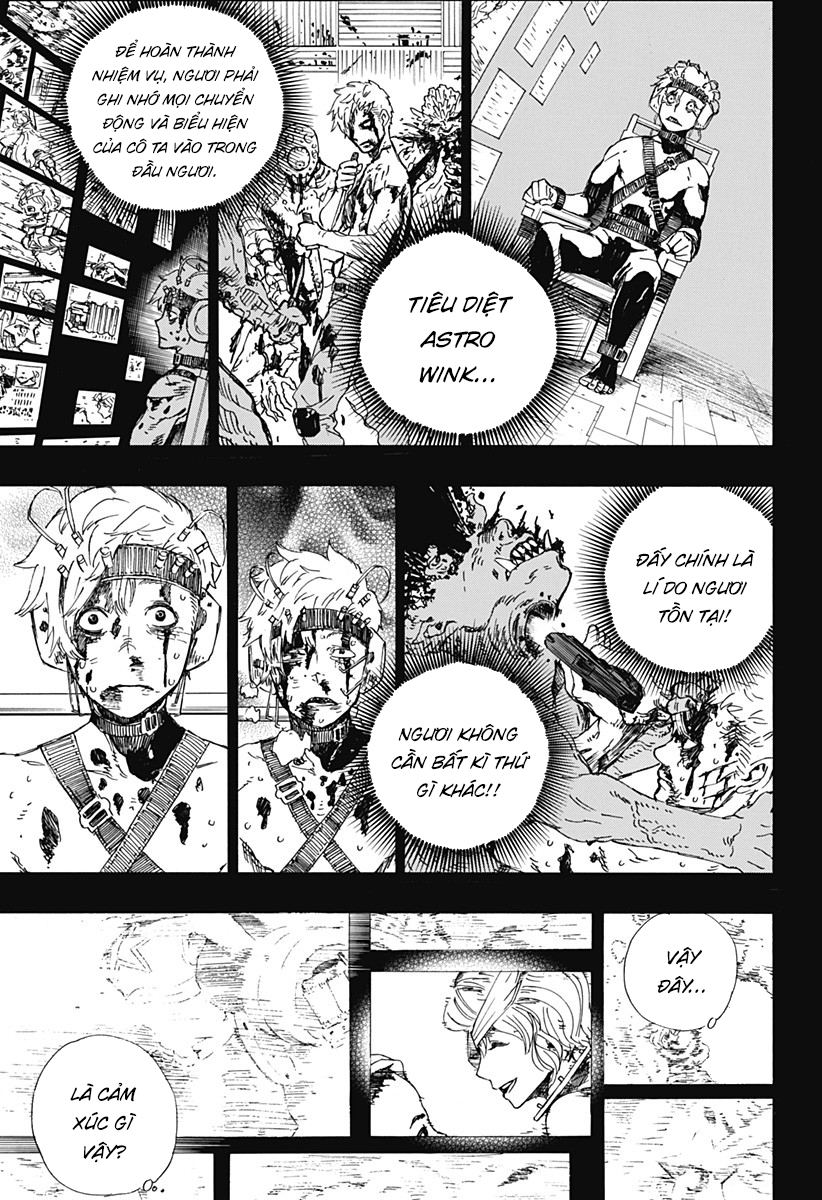 TIÊU DIỆT
ASTRO
WINK...
ĐỂ HOÀN THÀNH
NHIỆM VỤ, NGƯƠI PHẢI
GHI NHỚ MỌI CHUYỂN
ĐỘNG VÀ BIỂU HIỆN
CỦA CÔ TA VÀO TRONG
ĐẦU NGƯƠI.
ĐẤY CHÍNH LÀ
LÍ DO NGƯƠI
TỒN TẠI!
NGƯƠI KHÔNG
CẦN BẤT KÌ THỨ
GÌ KHÁC!!
VẬY
ĐÂY...
LÀ CẢM
XÚC GÌ
VẬY?